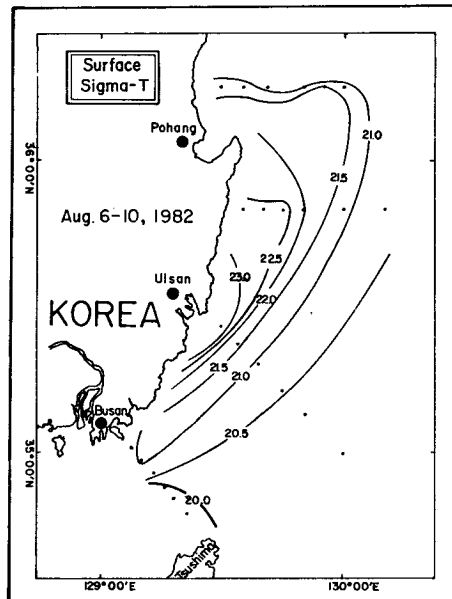 Surface
Sigma-T
Pohang
36°00'N
21.0
21.5
Aug. 6-10, 1982
22.5
23.0
Ulsan
22.0
KOREA
21.5
21.0
Busan
20.5
35°00'N
20.0
Tsushima
129°00'E
130°00'E